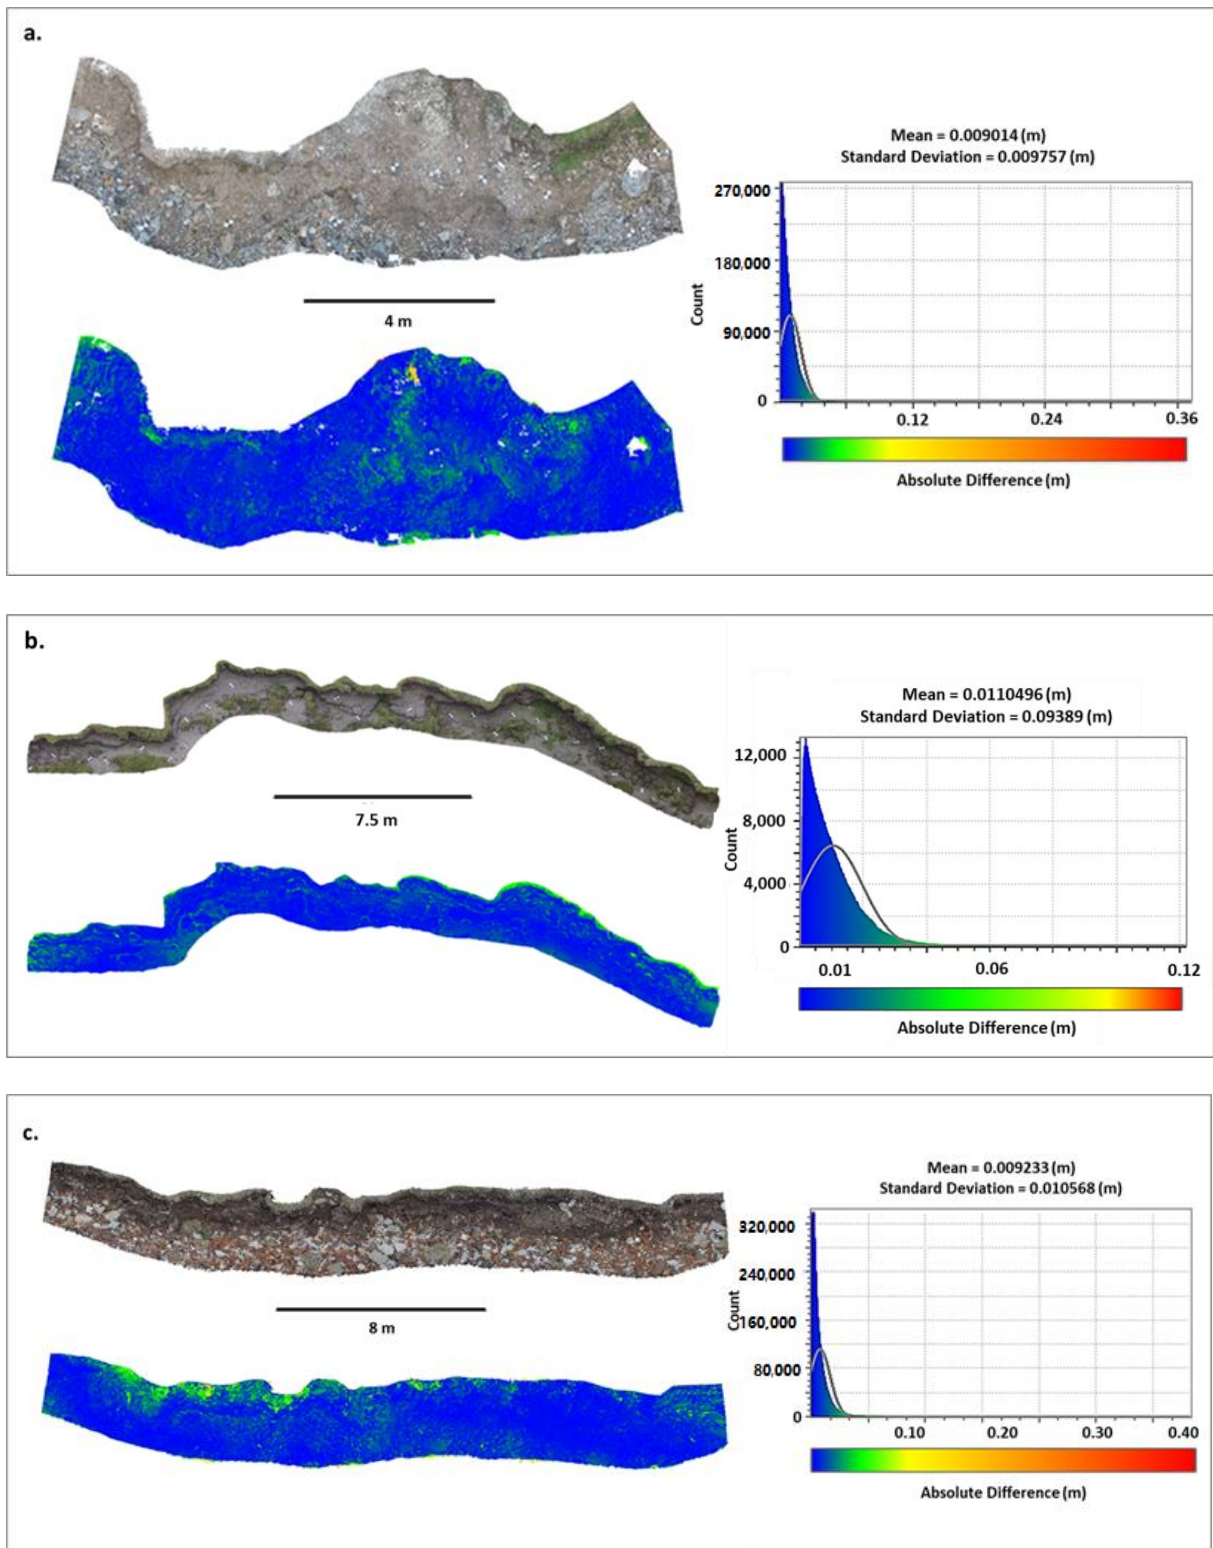 a.
Mean = 0.009014 (m)
Standard Deviation = 0.009757 (m)
270,000
180,000
90,000
0
Count
0.12 0.24 0.36
Absolute Difference (m)
4 m
b.
Mean = 0.0110496 (m)
Standard Deviation = 0.09389 (m)
12,000
8,000
4,000
0
Count
0.01 0.06 0.12
Absolute Difference (m)
7.5 m
c.
Mean = 0.009233 (m)
Standard Deviation = 0.010568 (m)
320,000
240,000
160,000
80,000
0
Count
0.10 0.20 0.30 0.40
Absolute Difference (m)
8 m